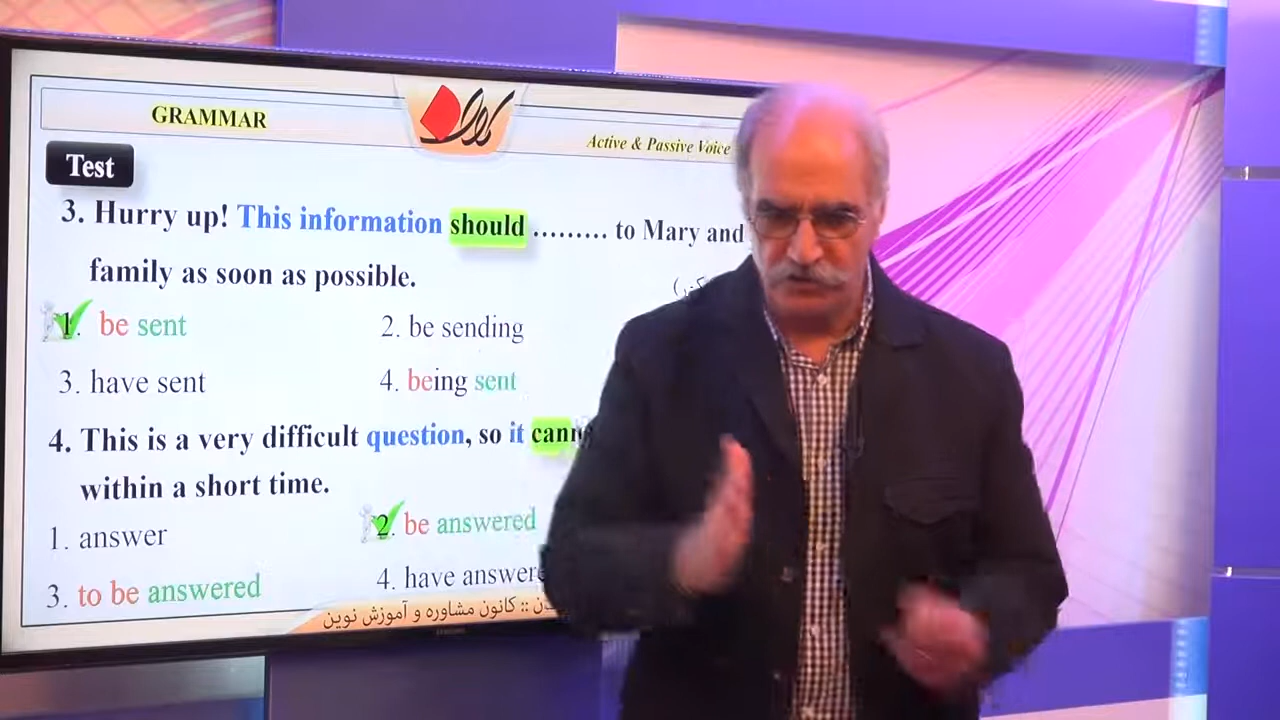 GRAMMAR
Active & Passive Voice
Test
3. Hurry up! This information should ......... to Mary and
family as soon as possible.
1. be sent
2. be sending
3. have sent
4. being sent
4. This is a very difficult question, so it
within a short time.
1. answer
2. be answered
3. to be answered
4. have
:: کانون مشاوره و آموزش نوین